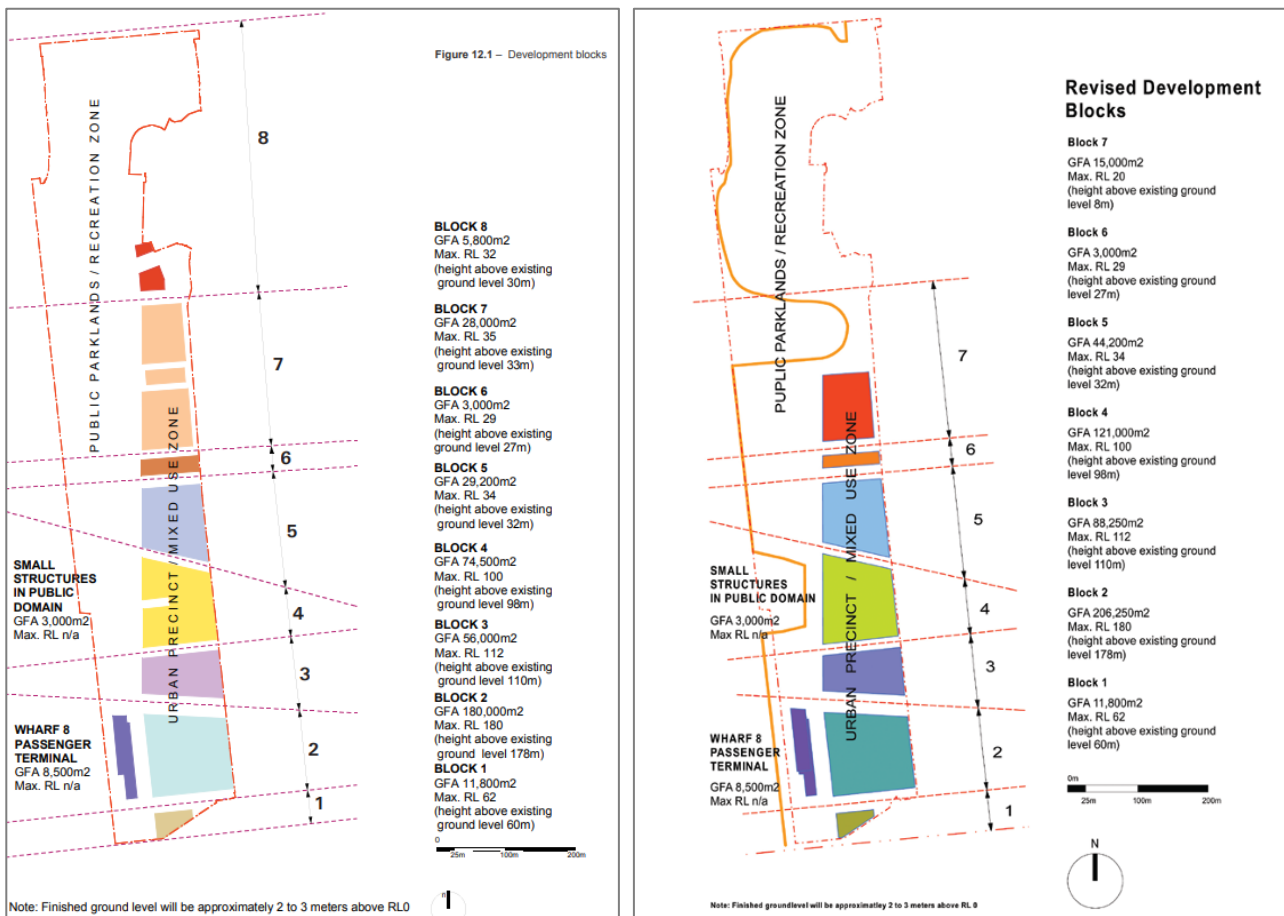 Figure 12.1 – Development blocks
PUBLIC PARKLANDS / RECREATION ZONE
URBAN PRECINCT / MIXED USE ZONE
8
7
6
5
4
3
2
1
SMALL
STRUCTURES
IN PUBLIC
DOMAIN
GFA 3,000m2
Max. RL n/a
WHARF 8
PASSENGER
TERMINAL
GFA 8,500m2
Max. RL n/a
BLOCK 8
GFA 5,800m2
Max. RL 32
(height above existing
ground level 30m)
BLOCK 7
GFA 28,000m2
Max. RL 35
(height above existing
ground level 33m)
BLOCK 6
GFA 3,000m2
Max. RL 29
(height above existing
ground level 27m)
BLOCK 5
GFA 29,200m2
Max. RL 34
(height above existing
ground level 32m)
BLOCK 4
GFA 74,500m2
Max. RL 100
(height above existing
ground level 98m)
BLOCK 3
GFA 56,000m2
Max. RL 112
(height above existing
ground level 110m)
BLOCK 2
GFA 180,000m2
Max. RL 180
(height above existing
ground level 178m)
BLOCK 1
GFA 11,800m2
Max. RL 62
(height above existing
ground level 60m)
0
25m 100m 200m
n
Note: Finished ground level will be approximately 2 to 3 meters above RL0
PUPLIC PARKLANDS / RECREATION ZONE
URBAN PRECINCT / MIXED USE ZONE
7
6
5
4
3
2
1
SMALL
STRUCTURES
IN PUBLIC DOMAIN
GFA 3,000m2
Max RL n/a
WHARF 8
PASSENGER
TERMINAL
GFA 8,500m2
Max RL n/a
Revised Development
Blocks
Block 7
GFA 15,000m2
Max. RL 20
(height above existing ground
level 8m)
Block 6
GFA 3,000m2
Max. RL 29
(height above existing ground
level 27m)
Block 5
GFA 44,200m2
Max. RL 34
(height above existing ground
level 32m)
Block 4
GFA 121,000m2
Max. RL 100
(height above existing ground
level 98m)
Block 3
GFA 88,250m2
Max. RL 112
(height above existing ground
level 110m)
Block 2
GFA 206,250m2
Max. RL 180
(height above existing ground
level 178m)
Block 1
GFA 11,800m2
Max. RL 62
(height above existing ground
level 60m)
0m
25m 100m 200m
N
Note: Finished groundlevel will be approximatley 2 to 3 meters above RL 0